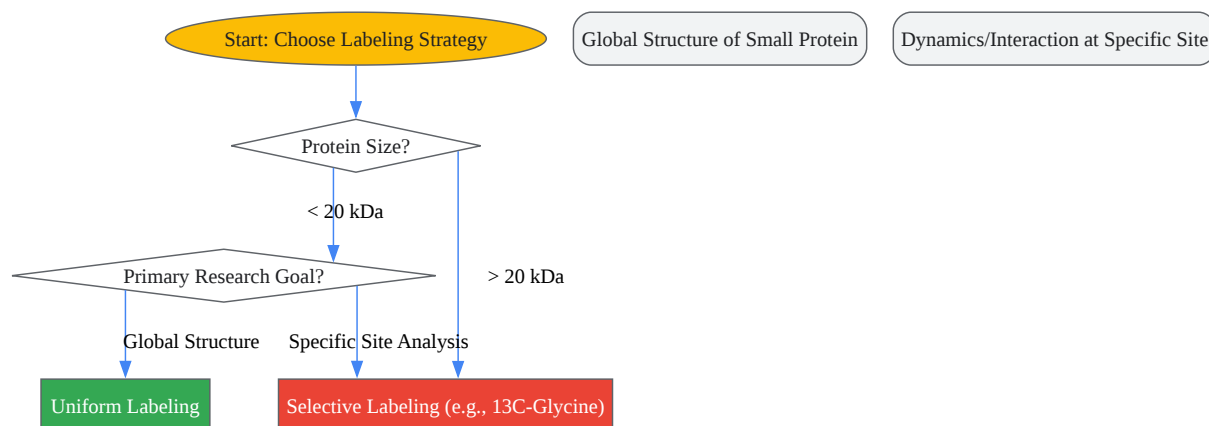 Start: Choose Labeling Strategy
Global Structure of Small Protein
Dynamics/Interaction at Specific Site
Protein Size?
< 20 kDa
Primary Research Goal?
> 20 kDa
Global Structure
Specific Site Analysis
Uniform Labeling
Selective Labeling (e.g., 13C-Glycine)